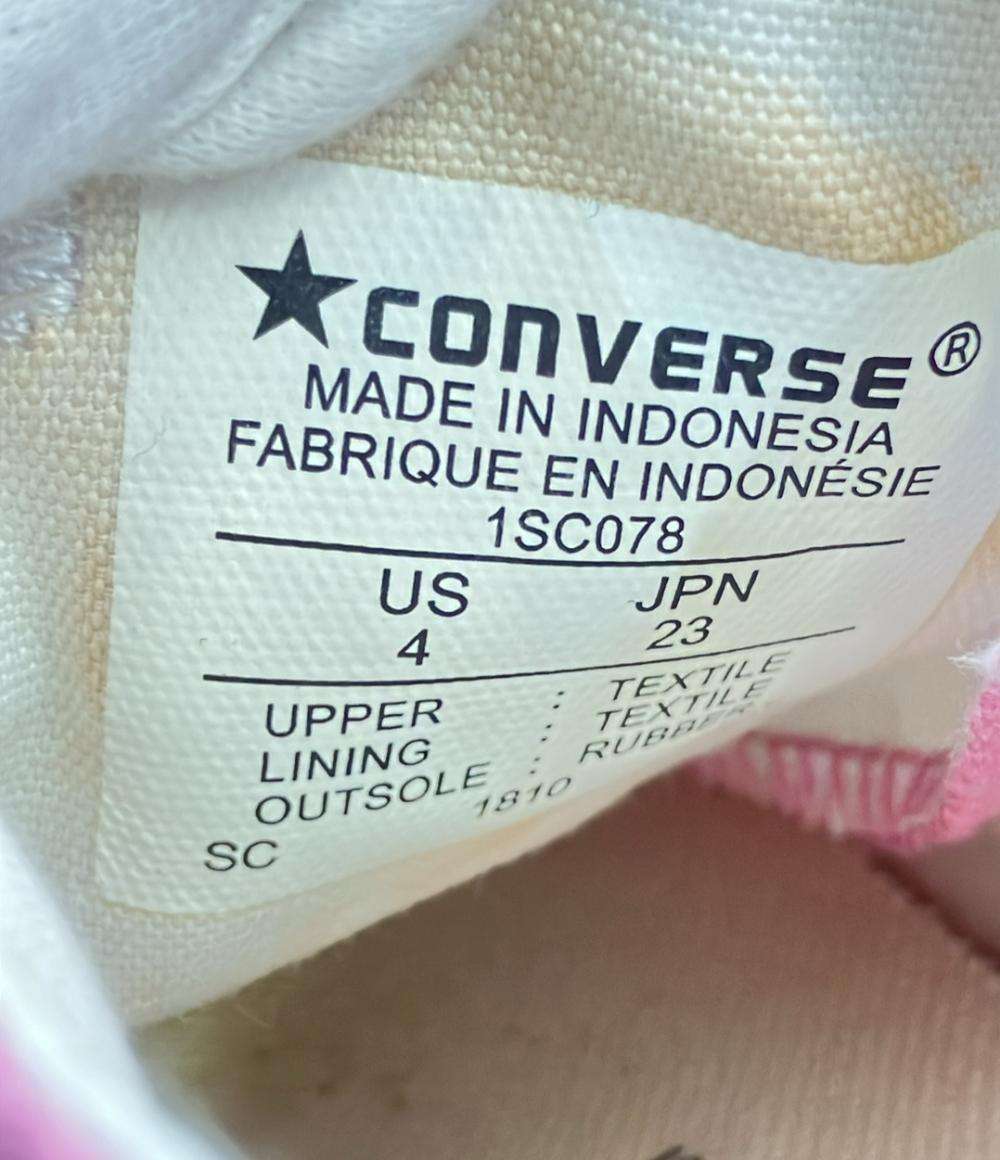 ★CONVERSE®
MADE IN INDONESIA
FABRIQUE EN INDONÉSIE
1SC078
US JPN
4 23
UPPER : TEXTILE
LINING : TEXTILE
OUTSOLE : RUBBER
1810
SC